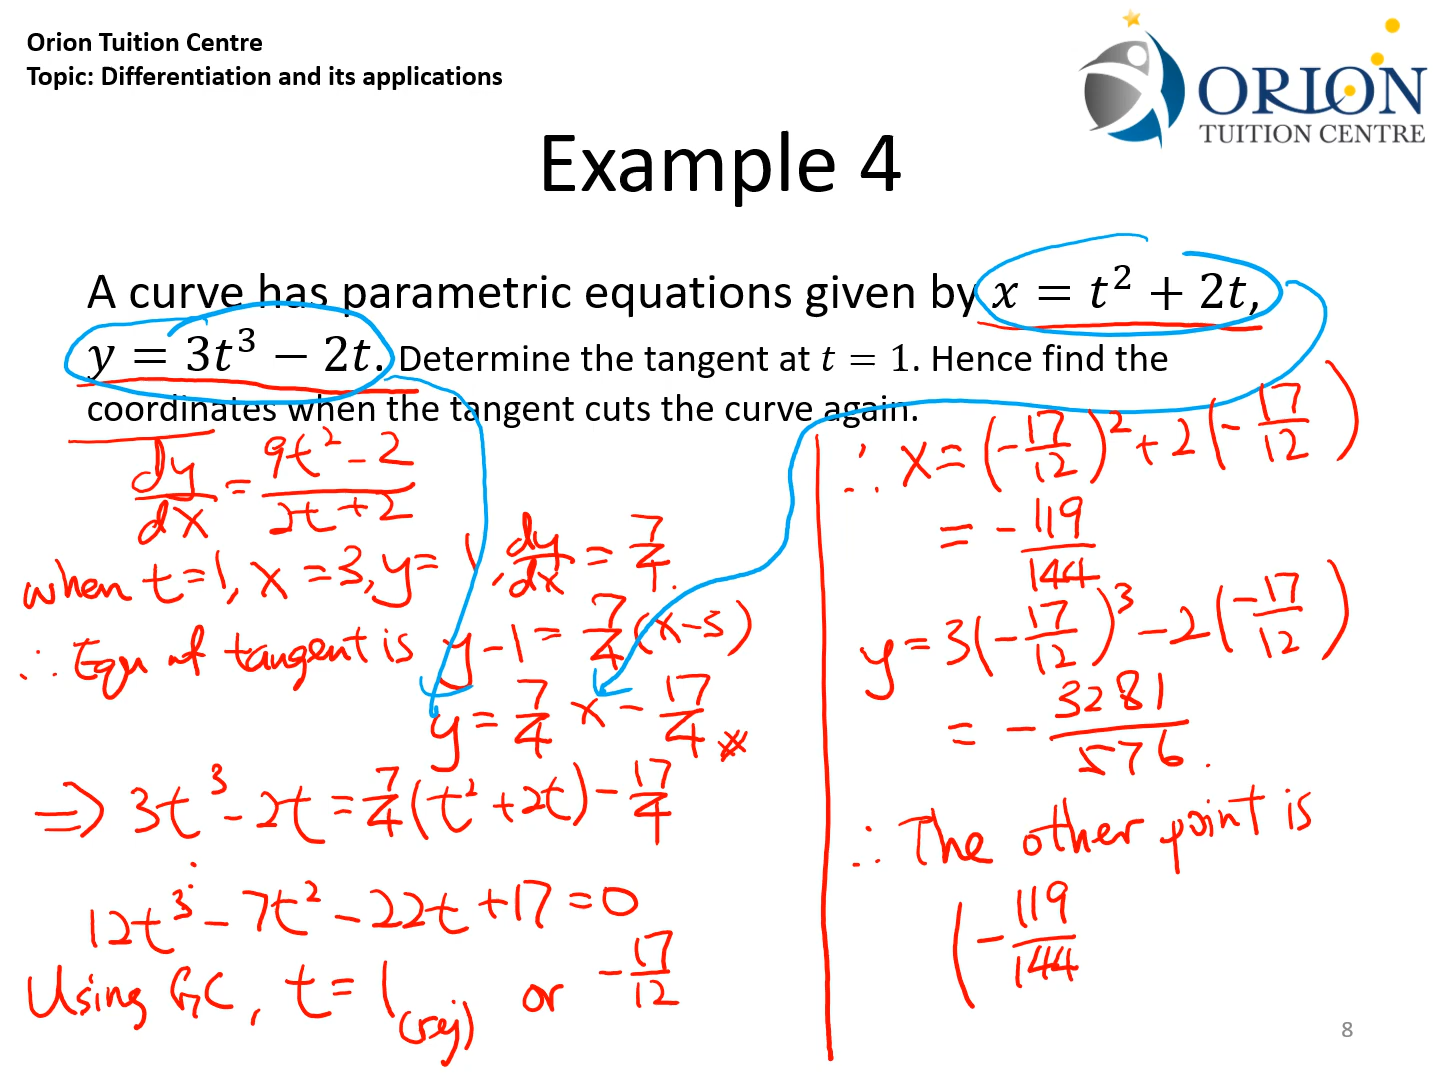 Orion Tuition Centre
Topic: Differentiation and its applications
ORION
TUITION CENTRE
Example 4
A curve has parametric equations given by x = t² + 2t,
y = 3t³ − 2t. Determine the tangent at t = 1. Hence find the
coordinates when the tangent cuts the curve again.
dy/dx = (9t² − 2)/(2t + 2)
when t = 1, x = 3, y = 1, dy/dx = 7/4.
∴ Eqn of tangent is y − 1 = 7/4 (x − 3)
y = 7/4 x − 17/4
⇒ 3t³ − 2t = 7/4 (t² + 2t) − 17/4
12t³ − 7t² − 22t + 17 = 0
Using GC, t = 1 (rej) or −17/12
∴ x = (−17/12)² + 2(−17/12)
= −119/144
y = 3(−17/12)³ − 2(−17/12)
= −3281/576.
∴ The other point is
(−119/144
8